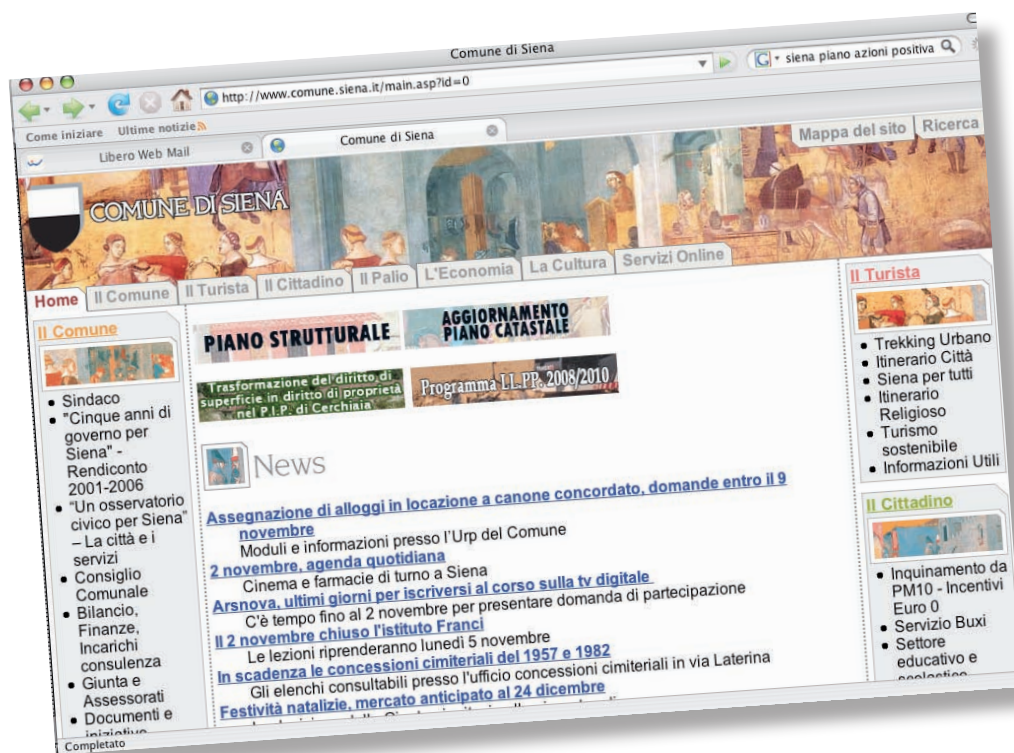 Comune di Siena
http://www.comune.siena.it/main.asp?id=0
siena piano azioni positiva
Come iniziare Ultime notizie
Libero Web Mail
Comune di Siena
Mappa del sito
Ricerca
COMUNE DI SIENA
Home
Il Comune
Il Turista
Il Cittadino
Il Palio
L'Economia
La Cultura
Servizi Online
Il Comune
• Sindaco
• "Cinque anni di
governo per
Siena" -
Rendiconto
2001-2006
• "Un osservatorio
civico per Siena"
– La città e i
servizi
• Consiglio
Comunale
• Bilancio,
Finanze,
Incarichi
consulenza
• Giunta e
Assessorati
• Documenti e
iniziative
PIANO STRUTTURALE
AGGIORNAMENTO
PIANO CATASTALE
Trasformazione del diritto di
superficie in diritto di proprietà
nel P.I.P. di Cerchiaia
Programma LL.PP. 2008/2010
News
Assegnazione di alloggi in locazione a canone concordato, domande entro il 9
novembre
Moduli e informazioni presso l'Urp del Comune
2 novembre, agenda quotidiana
Cinema e farmacie di turno a Siena
Arsnova, ultimi giorni per iscriversi al corso sulla tv digitale
C'è tempo fino al 2 novembre per presentare domanda di partecipazione
Il 2 novembre chiuso l'istituto Franci
Le lezioni riprenderanno lunedì 5 novembre
In scadenza le concessioni cimiteriali del 1957 e 1982
Gli elenchi consultabili presso l'ufficio concessioni cimiteriali in via Laterina
Festività natalizie, mercato anticipato al 24 dicembre
Il Turista
• Trekking Urbano
• Itinerario Città
• Siena per tutti
• Itinerario
Religioso
• Turismo
sostenibile
• Informazioni Utili
Il Cittadino
• Inquinamento da
PM10 - Incentivi
Euro 0
• Servizio Buxi
• Settore
educativo e
scolastico
Completato